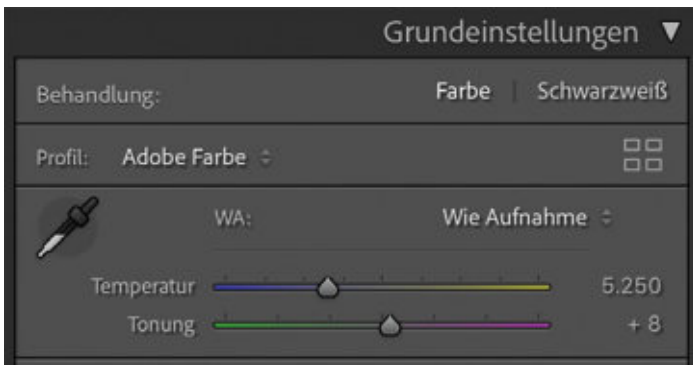 Grundeinstellungen
Behandlung: Farbe Schwarzweiß
Profil: Adobe Farbe
WA: Wie Aufnahme
Temperatur 5.250
Tonung + 8